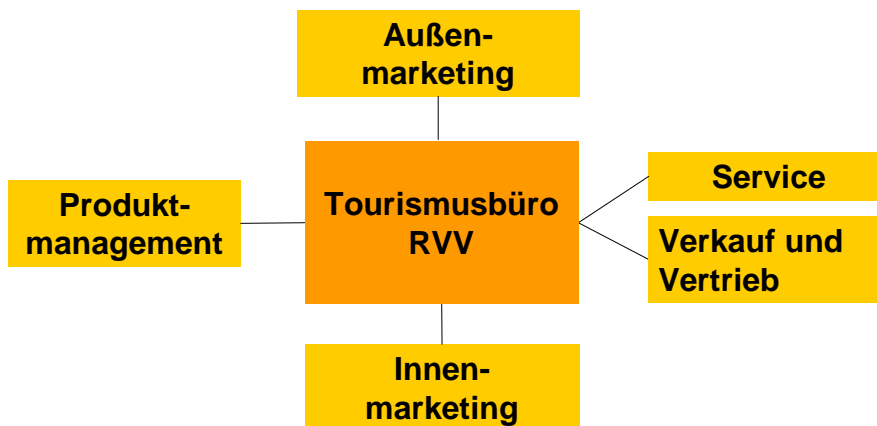 Außen-
marketing
Produkt-
management
Tourismusbüro
RVV
Service
Verkauf und
Vertrieb
Innen-
marketing